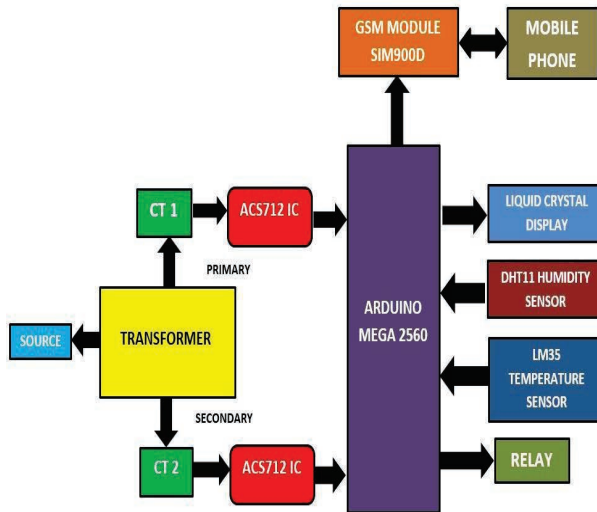 GSM MODULE
SIM900D
MOBILE
PHONE
CT 1
ACS712 IC
LIQUID CRYSTAL
DISPLAY
PRIMARY
DHT11 HUMIDITY
SENSOR
ARDUINO
MEGA 2560
SOURCE
TRANSFORMER
LM35
TEMPERATURE
SENSOR
SECONDARY
CT 2
ACS712 IC
RELAY